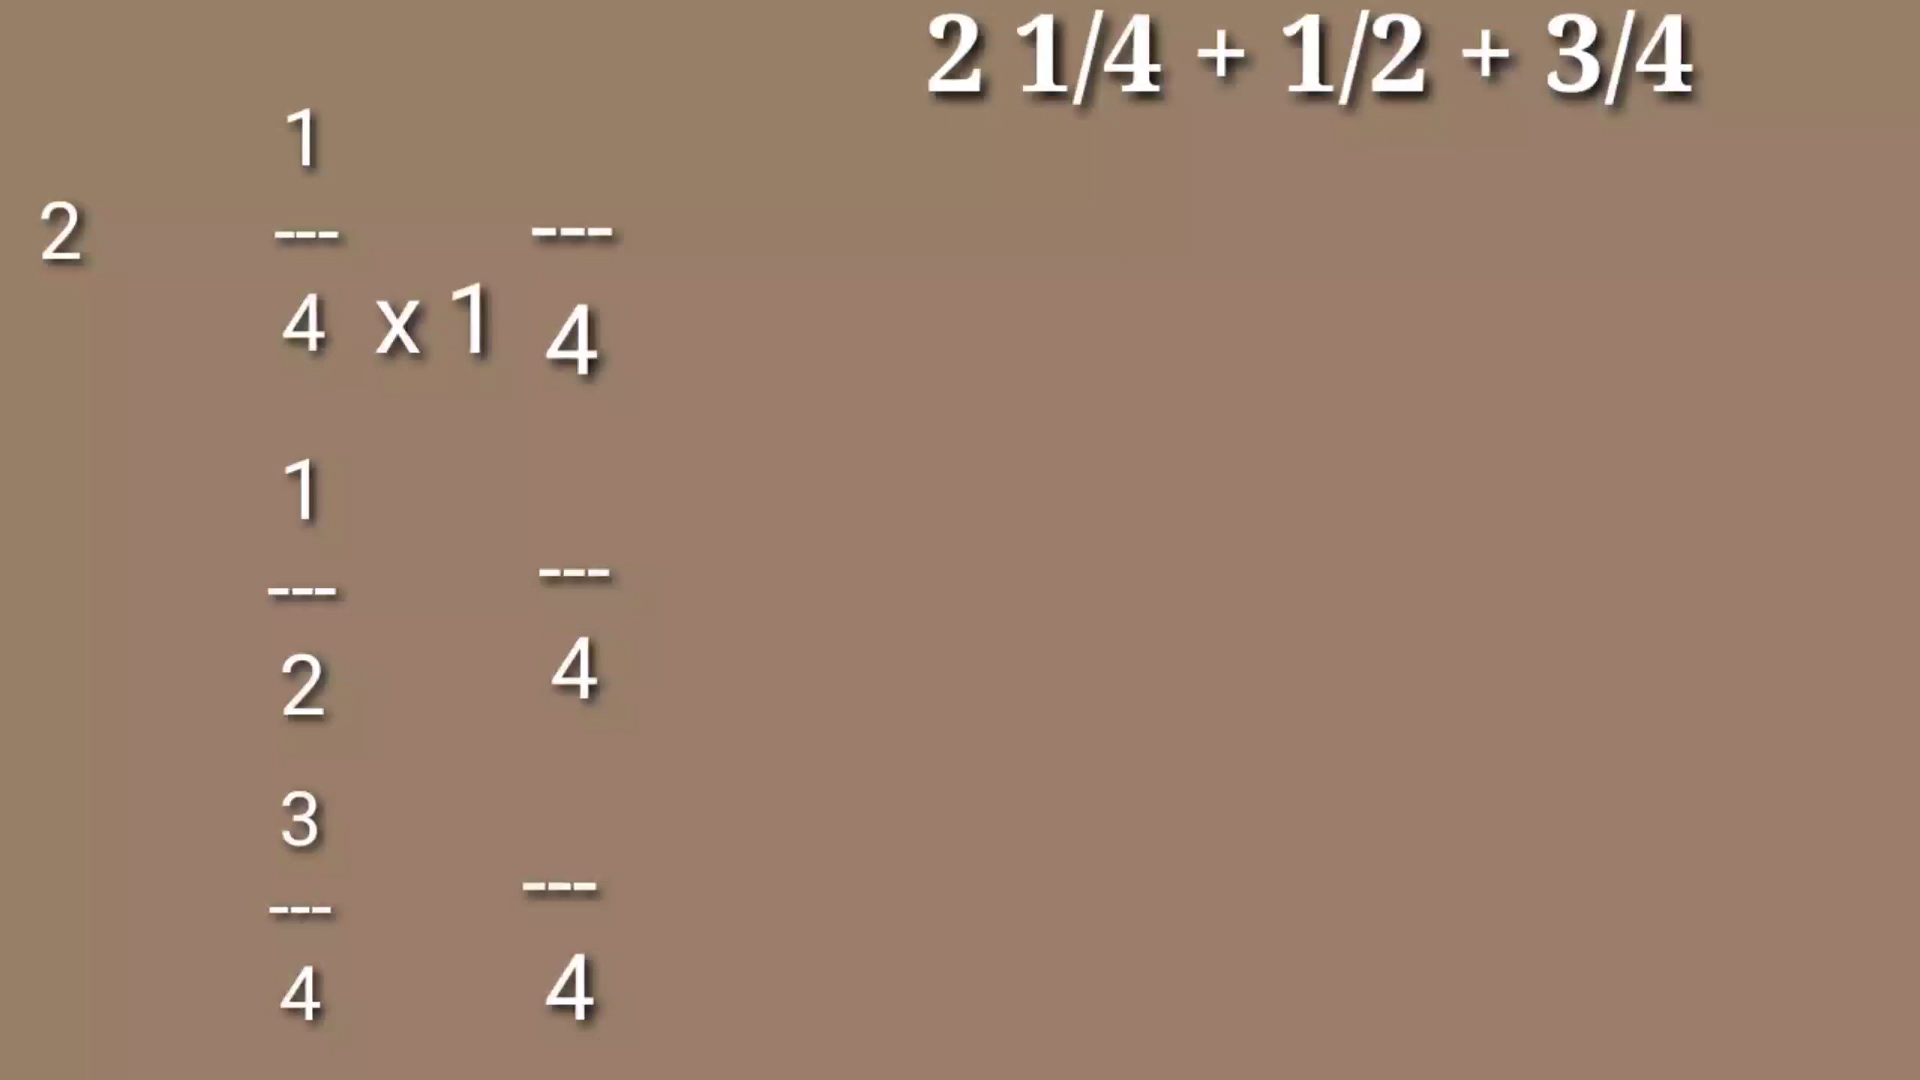 2 1/4 + 1/2 + 3/4
1
2 --- ---
4 x 1 4
1
--- ---
2 4
3
--- ---
4 4